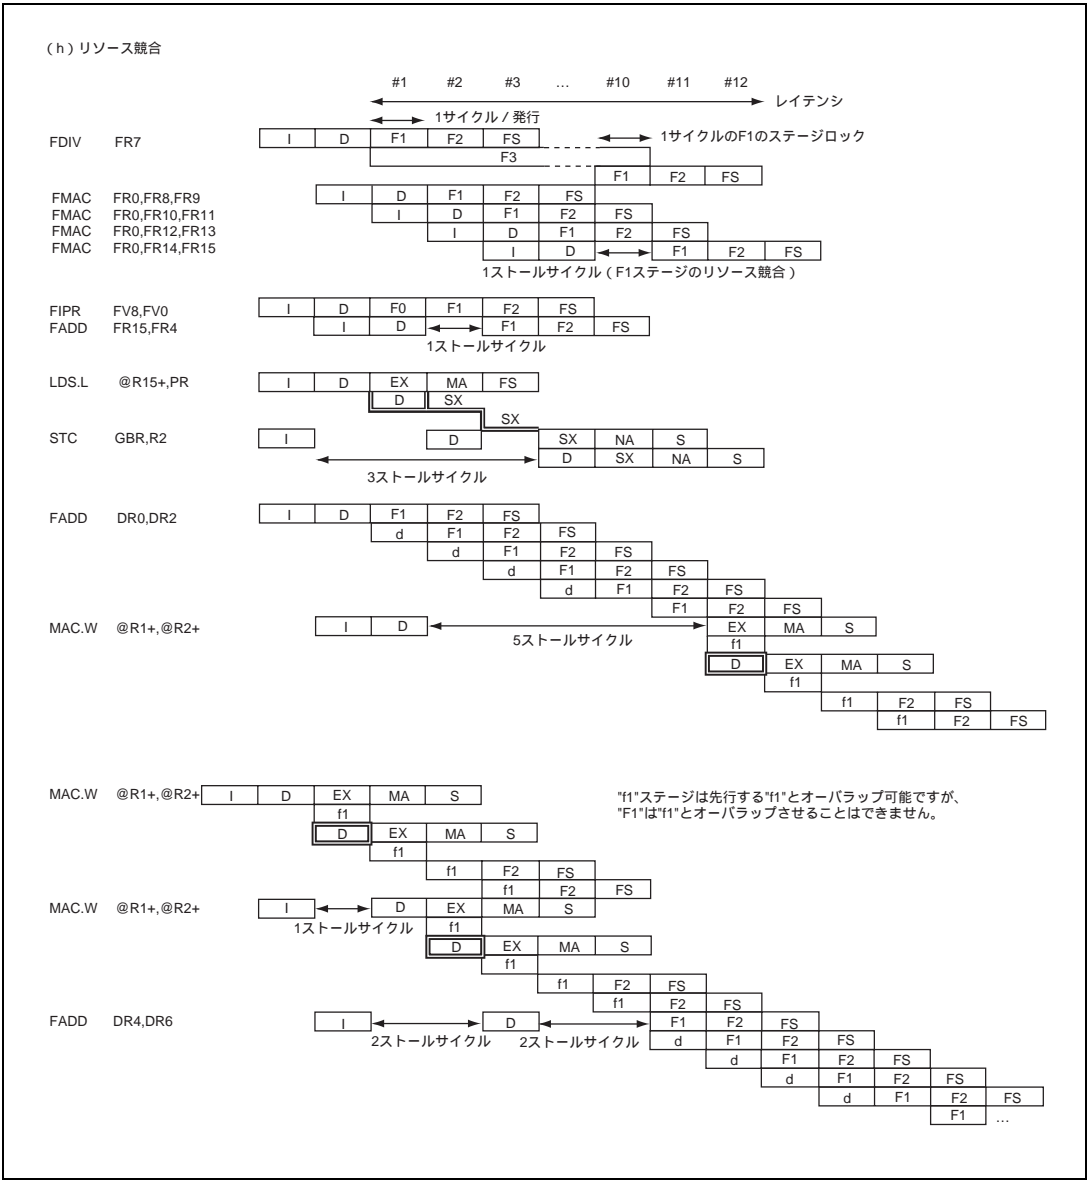 (h)リソース競合
#1 #2 #3 … #10 #11 #12
レイテンシ
1サイクル / 発行
1サイクルのF1のステージロック
FDIV FR7 I D F1 F2 FS
F3
F1 F2 FS
FMAC FR0,FR8,FR9 I D F1 F2 FS
FMAC FR0,FR10,FR11 I D F1 F2 FS
FMAC FR0,FR12,FR13 I D F1 F2 FS
FMAC FR0,FR14,FR15 I D F1 F2 FS
1ストールサイクル(F1ステージのリソース競合)
FIPR FV8,FV0 I D F0 F1 F2 FS
FADD FR15,FR4 I D F1 F2 FS
1ストールサイクル
LDS.L @R15+,PR I D EX MA FS
D SX
SX
STC GBR,R2 I D SX NA S
D SX NA S
3ストールサイクル
FADD DR0,DR2 I D F1 F2 FS
d F1 F2 FS
d F1 F2 FS
d F1 F2 FS
d F1 F2 FS
F1 F2 FS
MAC.W @R1+,@R2+ I D 5ストールサイクル EX MA S
f1
D EX MA S
f1
f1 F2 FS
f1 F2 FS
MAC.W @R1+,@R2+ I D EX MA S
"f1"ステージは先行する"f1"とオーバラップ可能ですが、
"F1"は"f1"とオーバラップさせることはできません。
f1
D EX MA S
f1
f1 F2 FS
f1 F2 FS
MAC.W @R1+,@R2+ I D EX MA S
1ストールサイクル f1
D EX MA S
f1
f1 F2 FS
f1 F2 FS
FADD DR4,DR6 I D F1 F2 FS
2ストールサイクル 2ストールサイクル d F1 F2 FS
d F1 F2 FS
d F1 F2 FS
d F1 F2 FS
F1 …